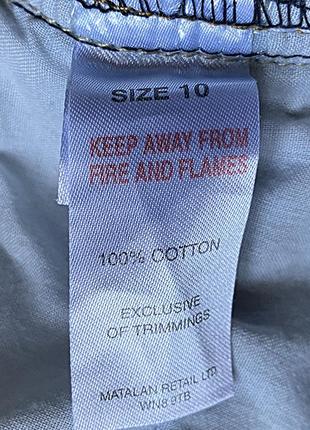 SIZE 10
KEEP AWAY FROM
FIRE AND FLAMES
100% COTTON
EXCLUSIVE
OF TRIMMINGS
MATALAN RETAIL LTD
WN8 9TB